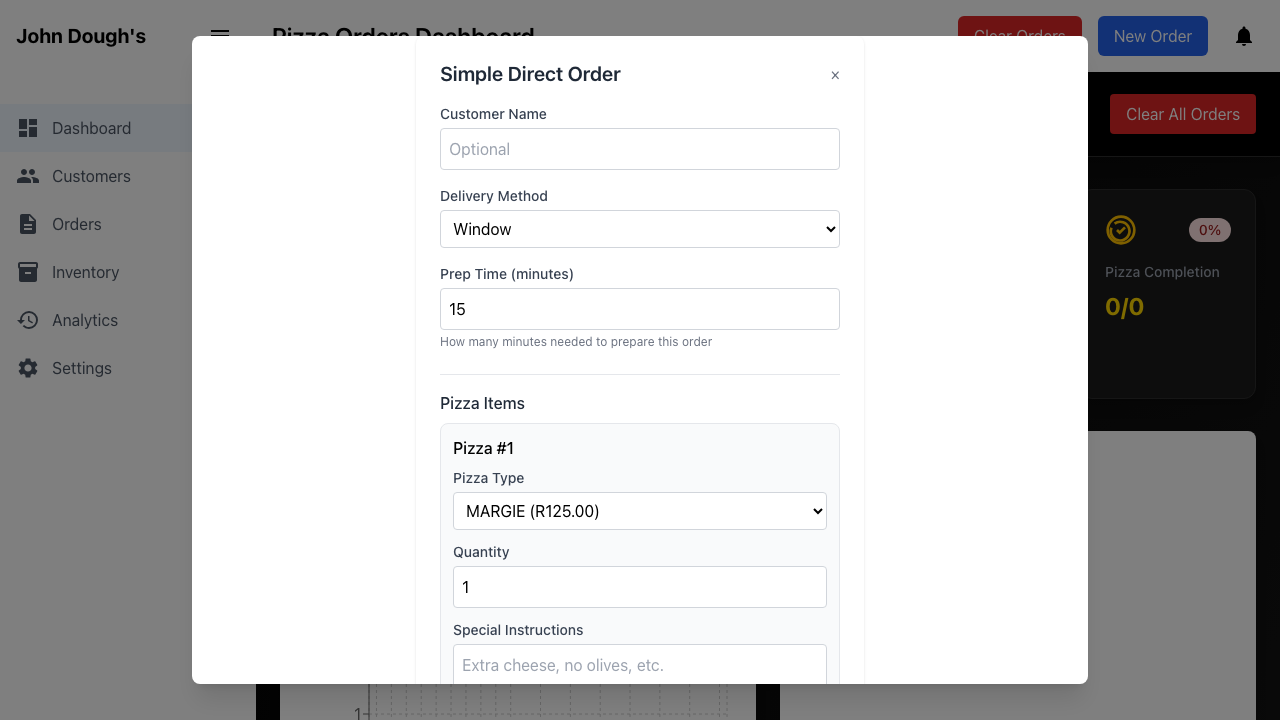 John Dough's
Pizza Orders Dashboard
Clear Orders
New Order
Dashboard
Customers
Orders
Inventory
Analytics
Settings
Clear All Orders
0%
Pizza Completion
0/0
Simple Direct Order
×
Customer Name
Optional
Delivery Method
Window
Prep Time (minutes)
15
How many minutes needed to prepare this order
Pizza Items
Pizza #1
Pizza Type
MARGIE (R125.00)
Quantity
1
Special Instructions
Extra cheese, no olives, etc.
1